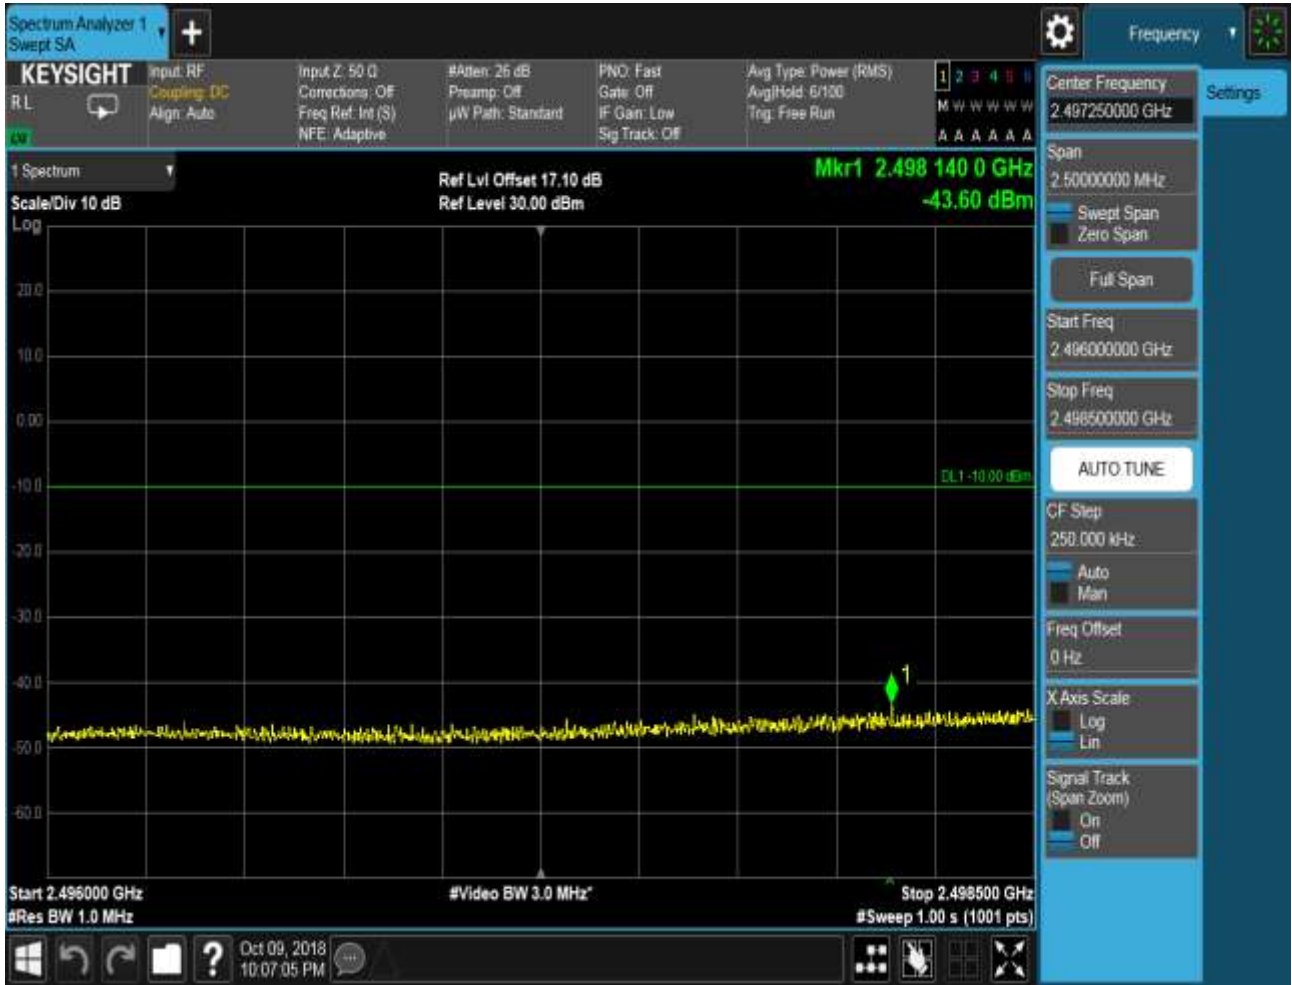 Spectrum Analyzer 1
Swept SA
Frequency
KEYSIGHT
R L
LW
Input: RF
Coupling: DC
Align: Auto
Input Z: 50 Ω
Corrections: Off
Freq Ref: Int (S)
NFE: Adaptive
#Atten: 26 dB
Preamp: Off
µW Path: Standard
PNO: Fast
Gate: Off
IF Gain: Low
Sig Track: Off
Avg Type: Power (RMS)
Avg|Hold: 6/100
Trig: Free Run
1 2 3 4 5 6
M W W W W W
A A A A A A
Center Frequency
2.497250000 GHz
Settings
Span
2.50000000 MHz
Swept Span
Zero Span
Full Span
Start Freq
2.496000000 GHz
Stop Freq
2.498500000 GHz
AUTO TUNE
CF Step
250.000 kHz
Auto
Man
Freq Offset
0 Hz
X Axis Scale
Log
Lin
Signal Track
(Span Zoom)
On
Off
1 Spectrum
Scale/Div 10 dB
Log
Ref Lvl Offset 17.10 dB
Ref Level 30.00 dBm
Mkr1 2.498 140 0 GHz
-43.60 dBm
20.0
10.0
0.00
-10.0
DL1 -10.00 dBm
-20.0
-30.0
-40.0
1
-50.0
-60.0
Start 2.496000 GHz
#Res BW 1.0 MHz
#Video BW 3.0 MHz*
Stop 2.498500 GHz
#Sweep 1.00 s (1001 pts)
?
Oct 09, 2018
10:07:05 PM